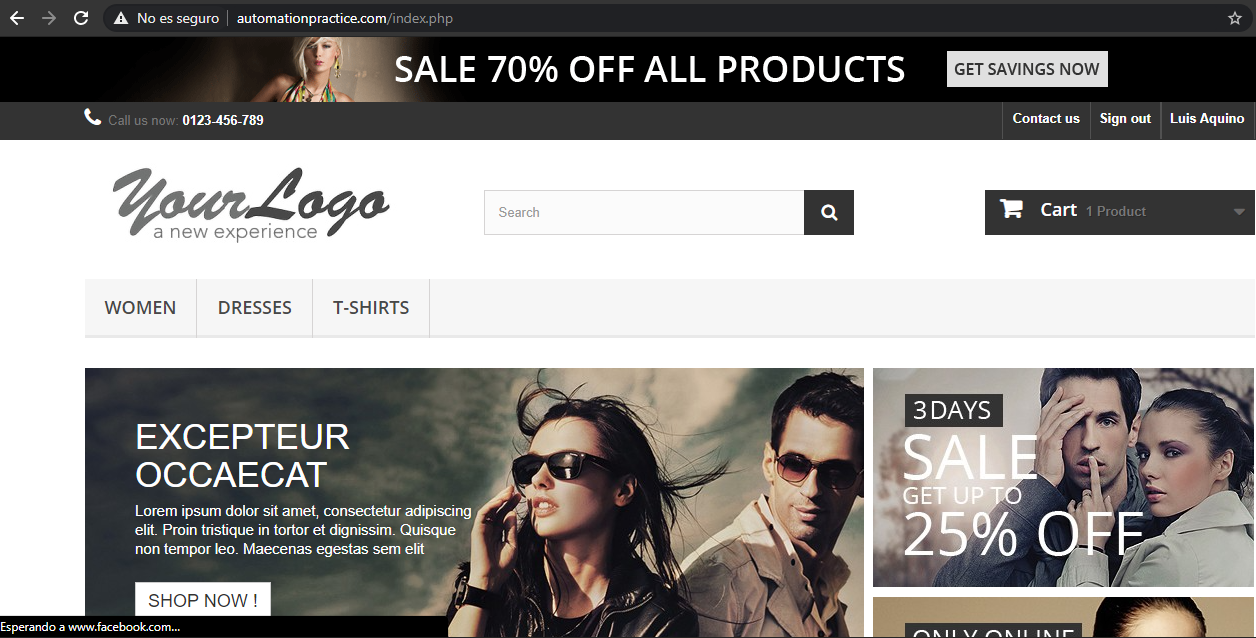 No es seguro automationpractice.com/index.php
SALE 70% OFF ALL PRODUCTS GET SAVINGS NOW
Call us now: 0123-456-789 Contact us Sign out Luis Aquino
YourLogo
a new experience
Search
Cart 1 Product
WOMEN DRESSES T-SHIRTS
EXCEPTEUR
OCCAECAT
Lorem ipsum dolor sit amet, consectetur adipiscing
elit. Proin tristique in tortor et dignissim. Quisque
non tempor leo. Maecenas egestas sem elit
SHOP NOW !
3 DAYS
SALE
GET UP TO
25% OFF
ONLY ONLINE
Esperando a www.facebook.com...